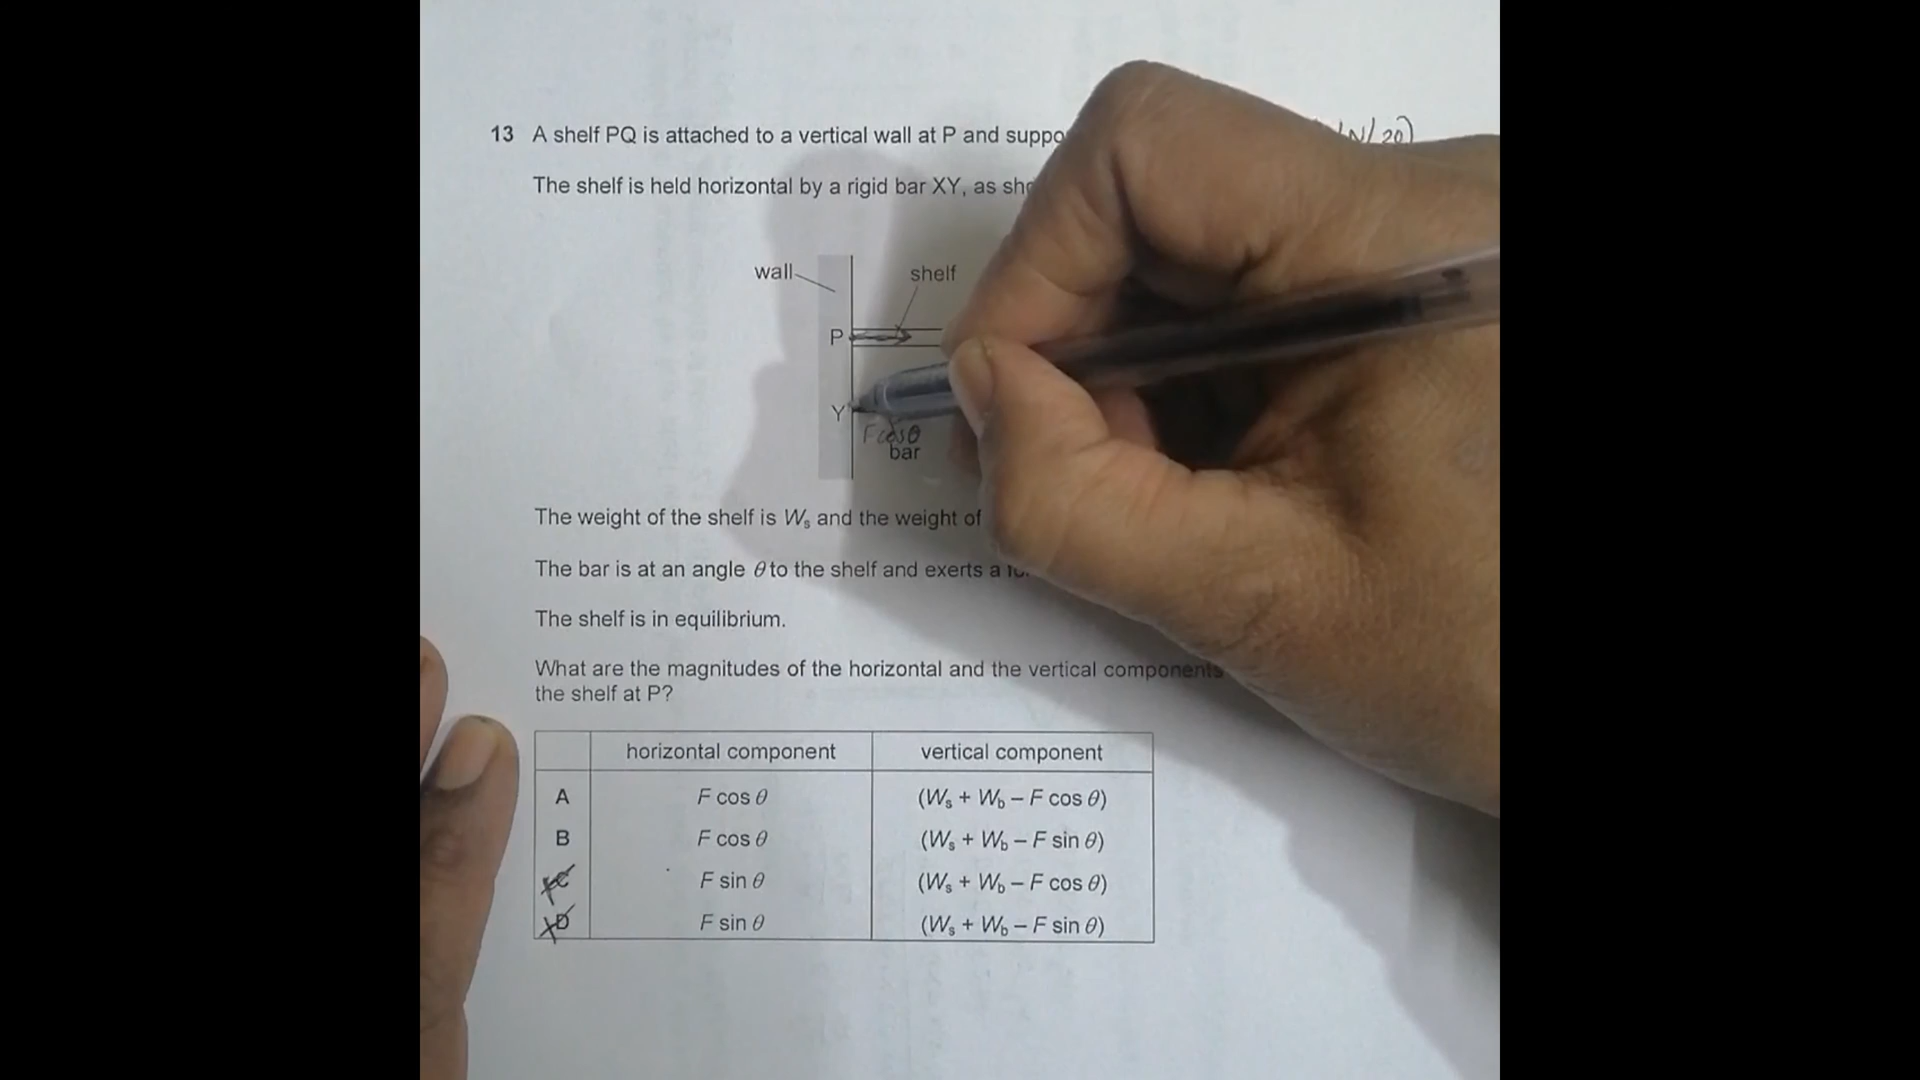 N/20)
13 A shelf PQ is attached to a vertical wall at P and
The shelf is held horizontal by a rigid bar XY, as
wall
shelf
P
Y
F cosθ
bar
The weight of the shelf is Ws and the weight of
The bar is at an angle θ to the shelf and exerts a
The shelf is in equilibrium.
What are the magnitudes of the horizontal and the vertical components
the shelf at P?
horizontal component vertical component
A F cos θ (Ws + Wb – F cos θ)
B F cos θ (Ws + Wb – F sin θ)
C F sin θ (Ws + Wb – F cos θ)
D F sin θ (Ws + Wb – F sin θ)